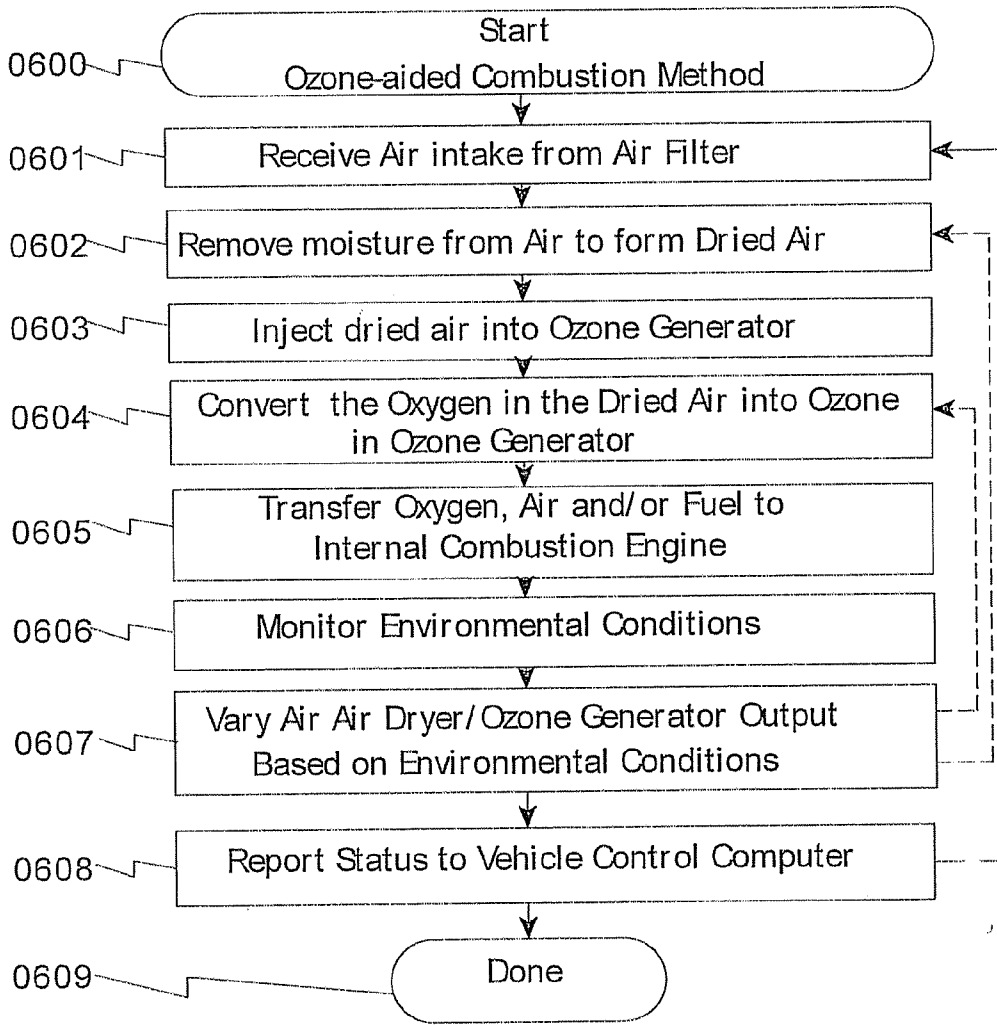 Start
0600
Ozone-aided Combustion Method
0601
Receive Air intake from Air Filter
0602
Remove moisture from Air to form Dried Air
0603
Inject dried air into Ozone Generator
0604
Convert the Oxygen in the Dried Air into Ozone
in Ozone Generator
0605
Transfer Oxygen, Air and/or Fuel to
Internal Combustion Engine
0606
Monitor Environmental Conditions
0607
Vary Air Air Dryer/Ozone Generator Output
Based on Environmental Conditions
0608
Report Status to Vehicle Control Computer
0609
Done